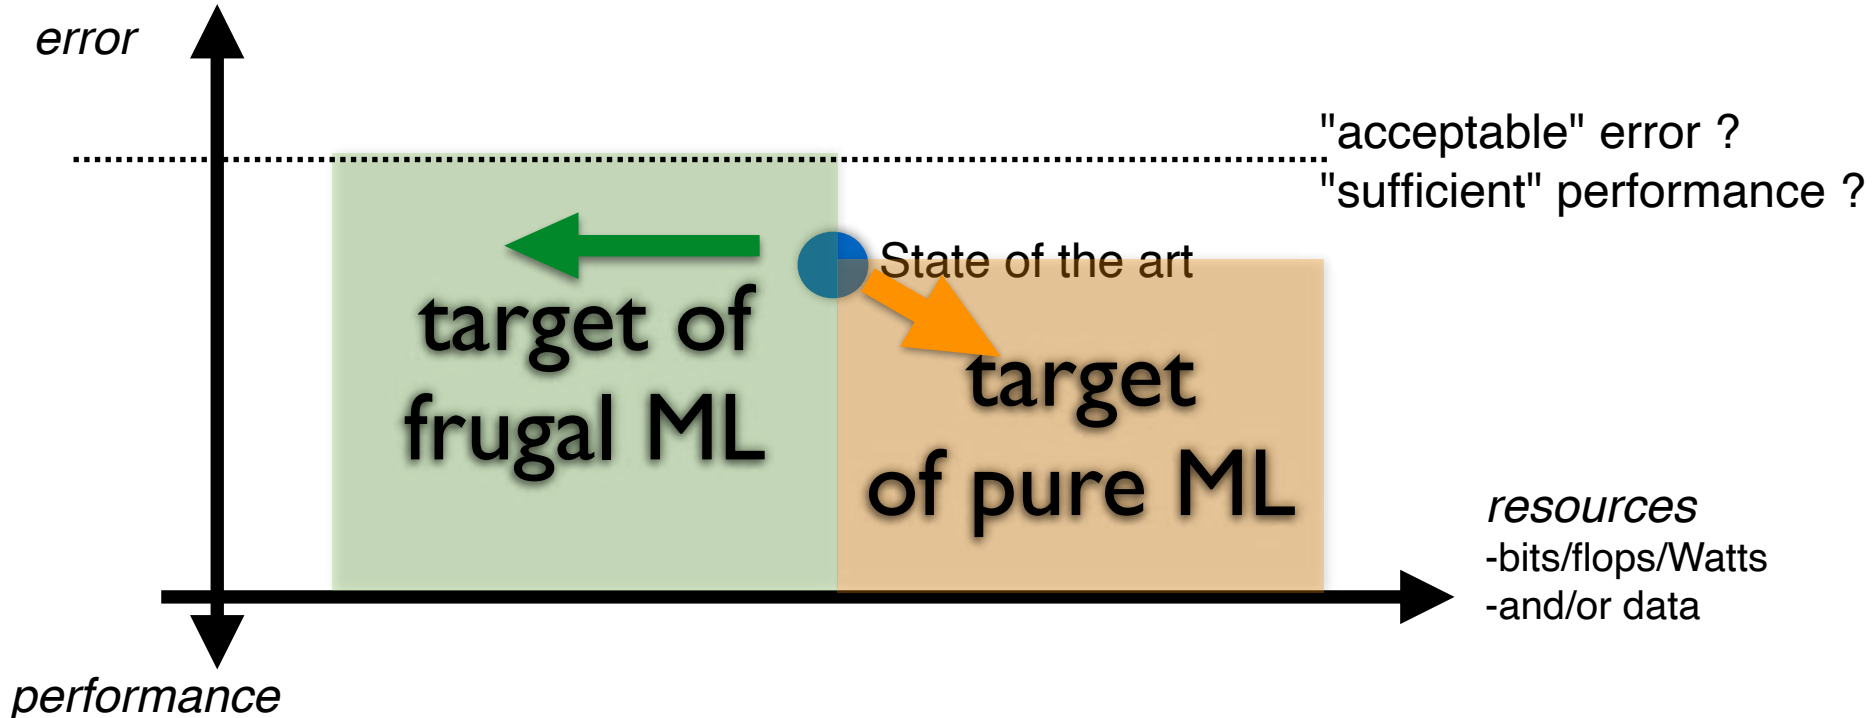 error
"acceptable" error ?
"sufficient" performance ?
State of the art
target of
frugal ML
target
of pure ML
resources
-bits/flops/Watts
-and/or data
performance